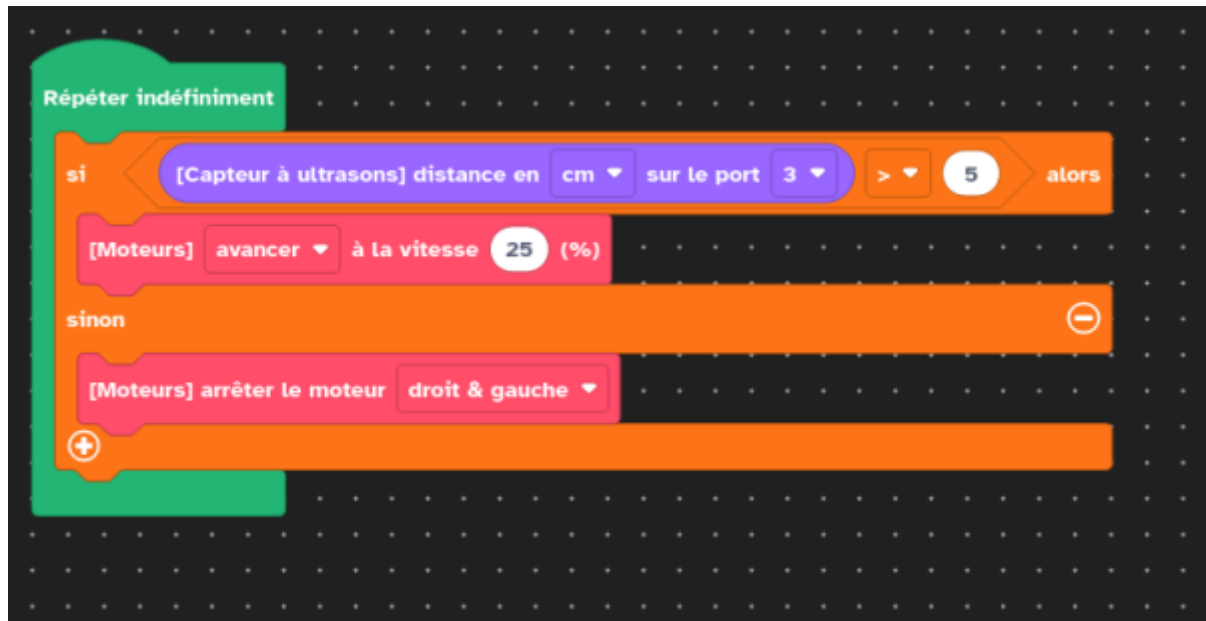 Répéter indéfiniment
si [Capteur à ultrasons] distance en cm sur le port 3 > 5 alors
[Moteurs] avancer à la vitesse 25 (%)
sinon
[Moteurs] arrêter le moteur droit & gauche